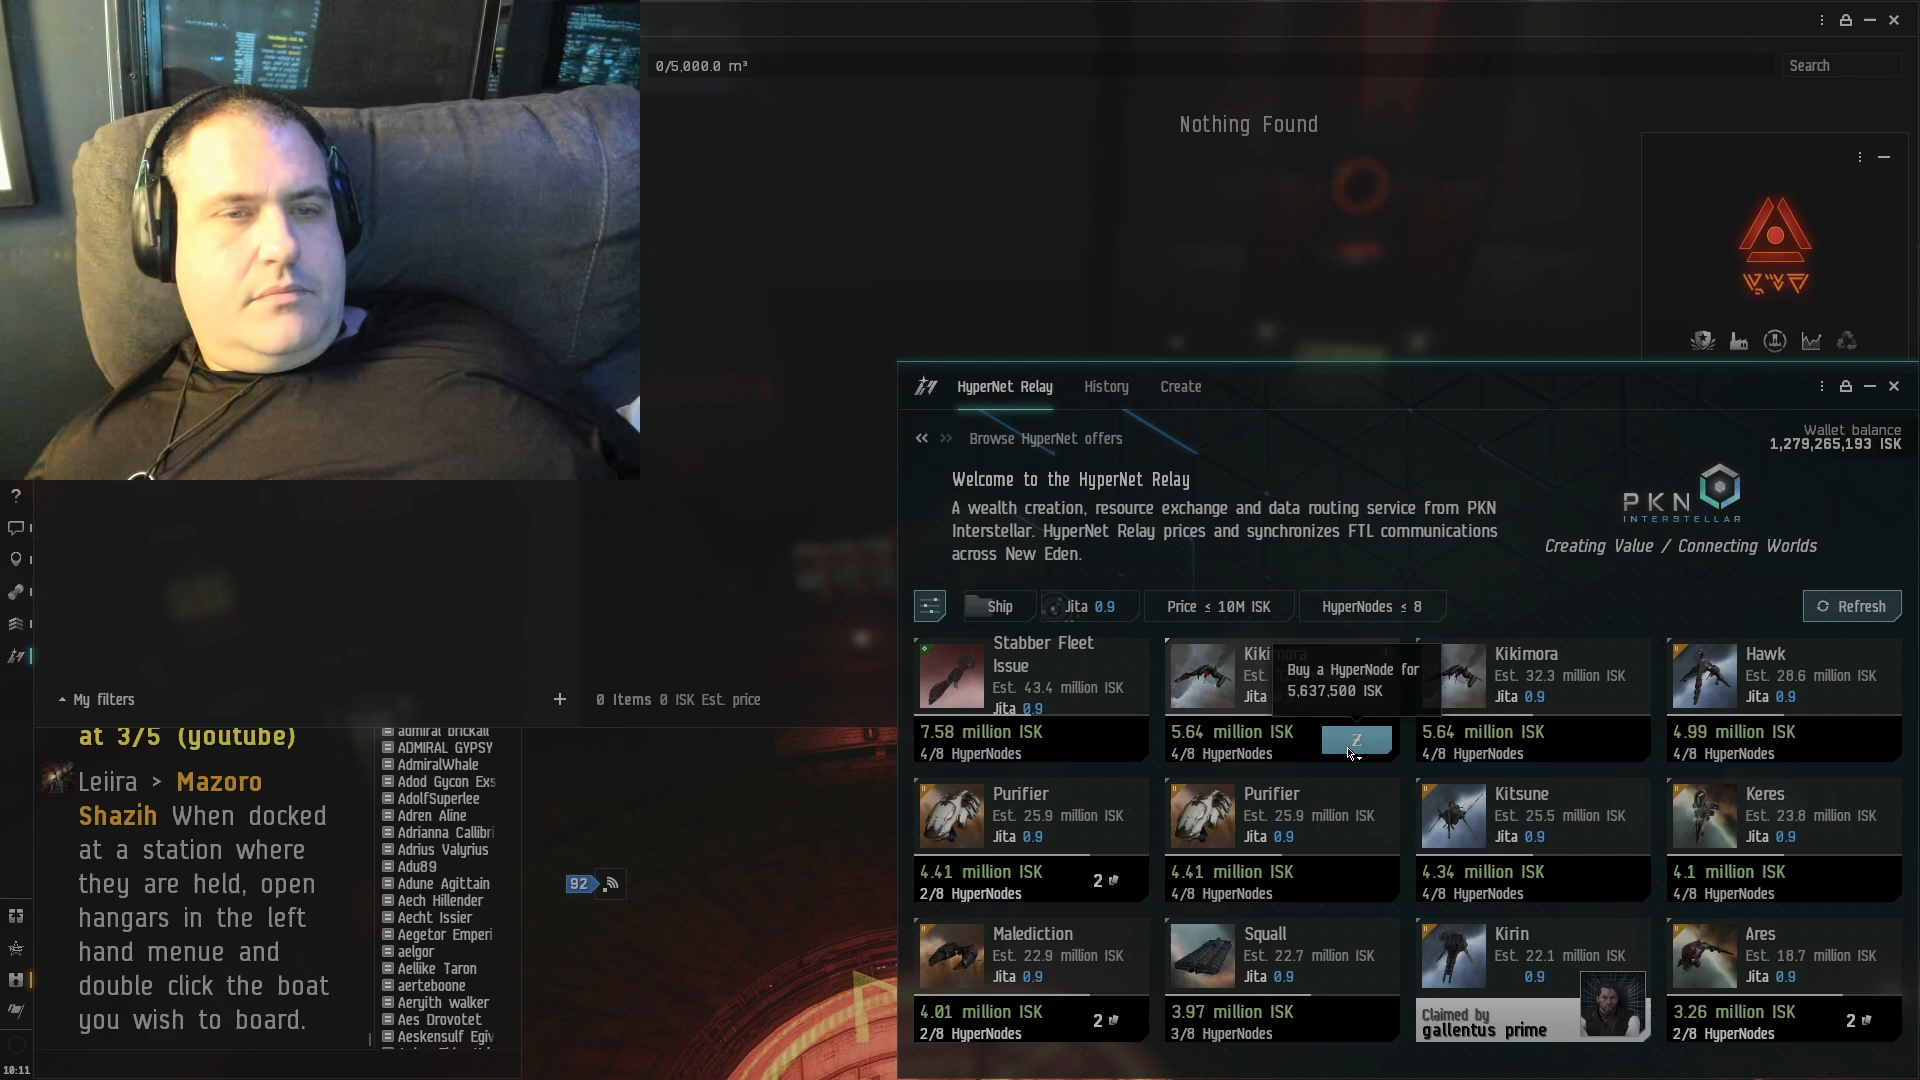 0/5,000.0 m³
Search
Nothing Found
HyperNet Relay
History
Create
Browse HyperNet offers
Wallet balance
1,279,265,193 ISK
Welcome to the HyperNet Relay
A wealth creation, resource exchange and data routing service from PKN
Interstellar. HyperNet Relay prices and synchronizes FTL communications
across New Eden.
PKN
INTERSTELLAR
Creating Value / Connecting Worlds
Ship
Jita 0.9
Price ≤ 10M ISK
HyperNodes ≤ 8
Refresh
Stabber Fleet
Issue
Est. 43.4 million ISK
Jita 0.9
7.58 million ISK
4/8 HyperNodes
Kikimora
Jita
Buy a HyperNode for
5,637,500 ISK
5.64 million ISK
4/8 HyperNodes
Kikimora
Est. 32.3 million ISK
Jita 0.9
5.64 million ISK
4/8 HyperNodes
Hawk
Est. 28.6 million ISK
Jita 0.9
4.99 million ISK
4/8 HyperNodes
Purifier
Est. 25.9 million ISK
Jita 0.9
4.41 million ISK
2/8 HyperNodes
2
Purifier
Est. 25.9 million ISK
Jita 0.9
4.41 million ISK
4/8 HyperNodes
Kitsune
Est. 25.5 million ISK
Jita 0.9
4.34 million ISK
4/8 HyperNodes
Keres
Est. 23.8 million ISK
Jita 0.9
4.1 million ISK
4/8 HyperNodes
Malediction
Est. 22.9 million ISK
Jita 0.9
4.01 million ISK
2/8 HyperNodes
2
Squall
Est. 22.7 million ISK
Jita 0.9
3.97 million ISK
3/8 HyperNodes
Kirin
Est. 22.1 million ISK
0.9
Claimed by
gallentus prime
Ares
Est. 18.7 million ISK
Jita 0.9
3.26 million ISK
2/8 HyperNodes
2
My filters
+
0 Items 0 ISK Est. price
at 3/5 (youtube)
Leiira > Mazoro
Shazih When docked
at a station where
they are held, open
hangars in the left
hand menue and
double click the boat
you wish to board.
admiral brickall
ADMIRAL GYPSY
AdmiralWhale
Adod Gycon Exs
AdolfSuperlee
Adren Aline
Adrianna Callibri
Adrius Valyrius
Adu89
Adune Agittain
Aech Hillender
Aecht Issier
Aegetor Emperi
aelgor
Aellike Taron
aerteboone
Aeryith walker
Aes Drovotet
Aeskensulf Egiv
92
10:11